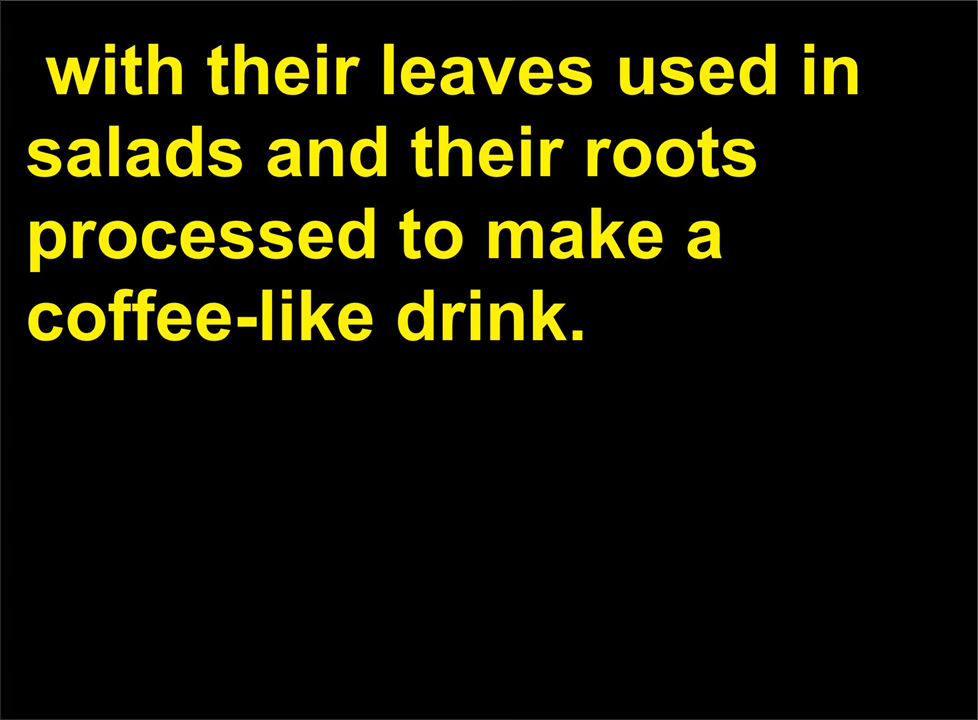 with their leaves used in
salads and their roots
processed to make a
coffee-like drink.